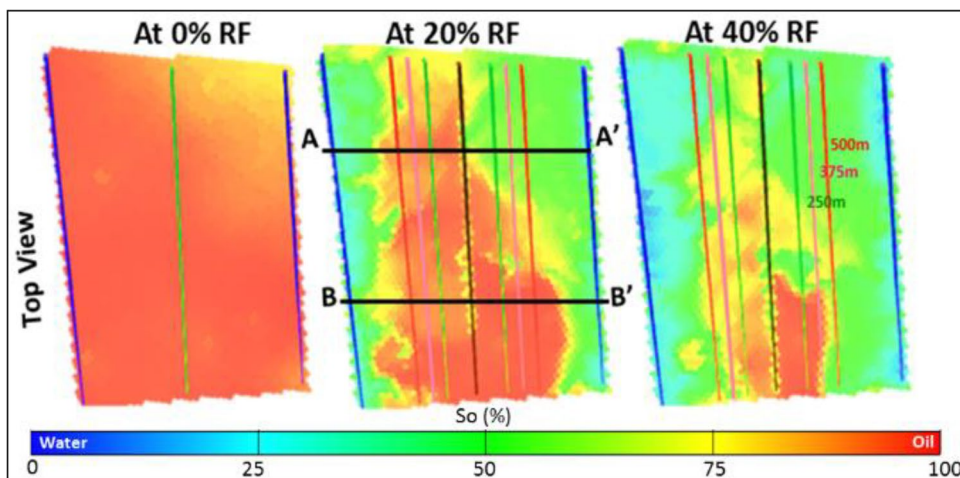 At 0% RF
At 20% RF
At 40% RF
Top View
A
A’
500m
375m
250m
B
B’
So (%)
Water
Oil
0
25
50
75
100